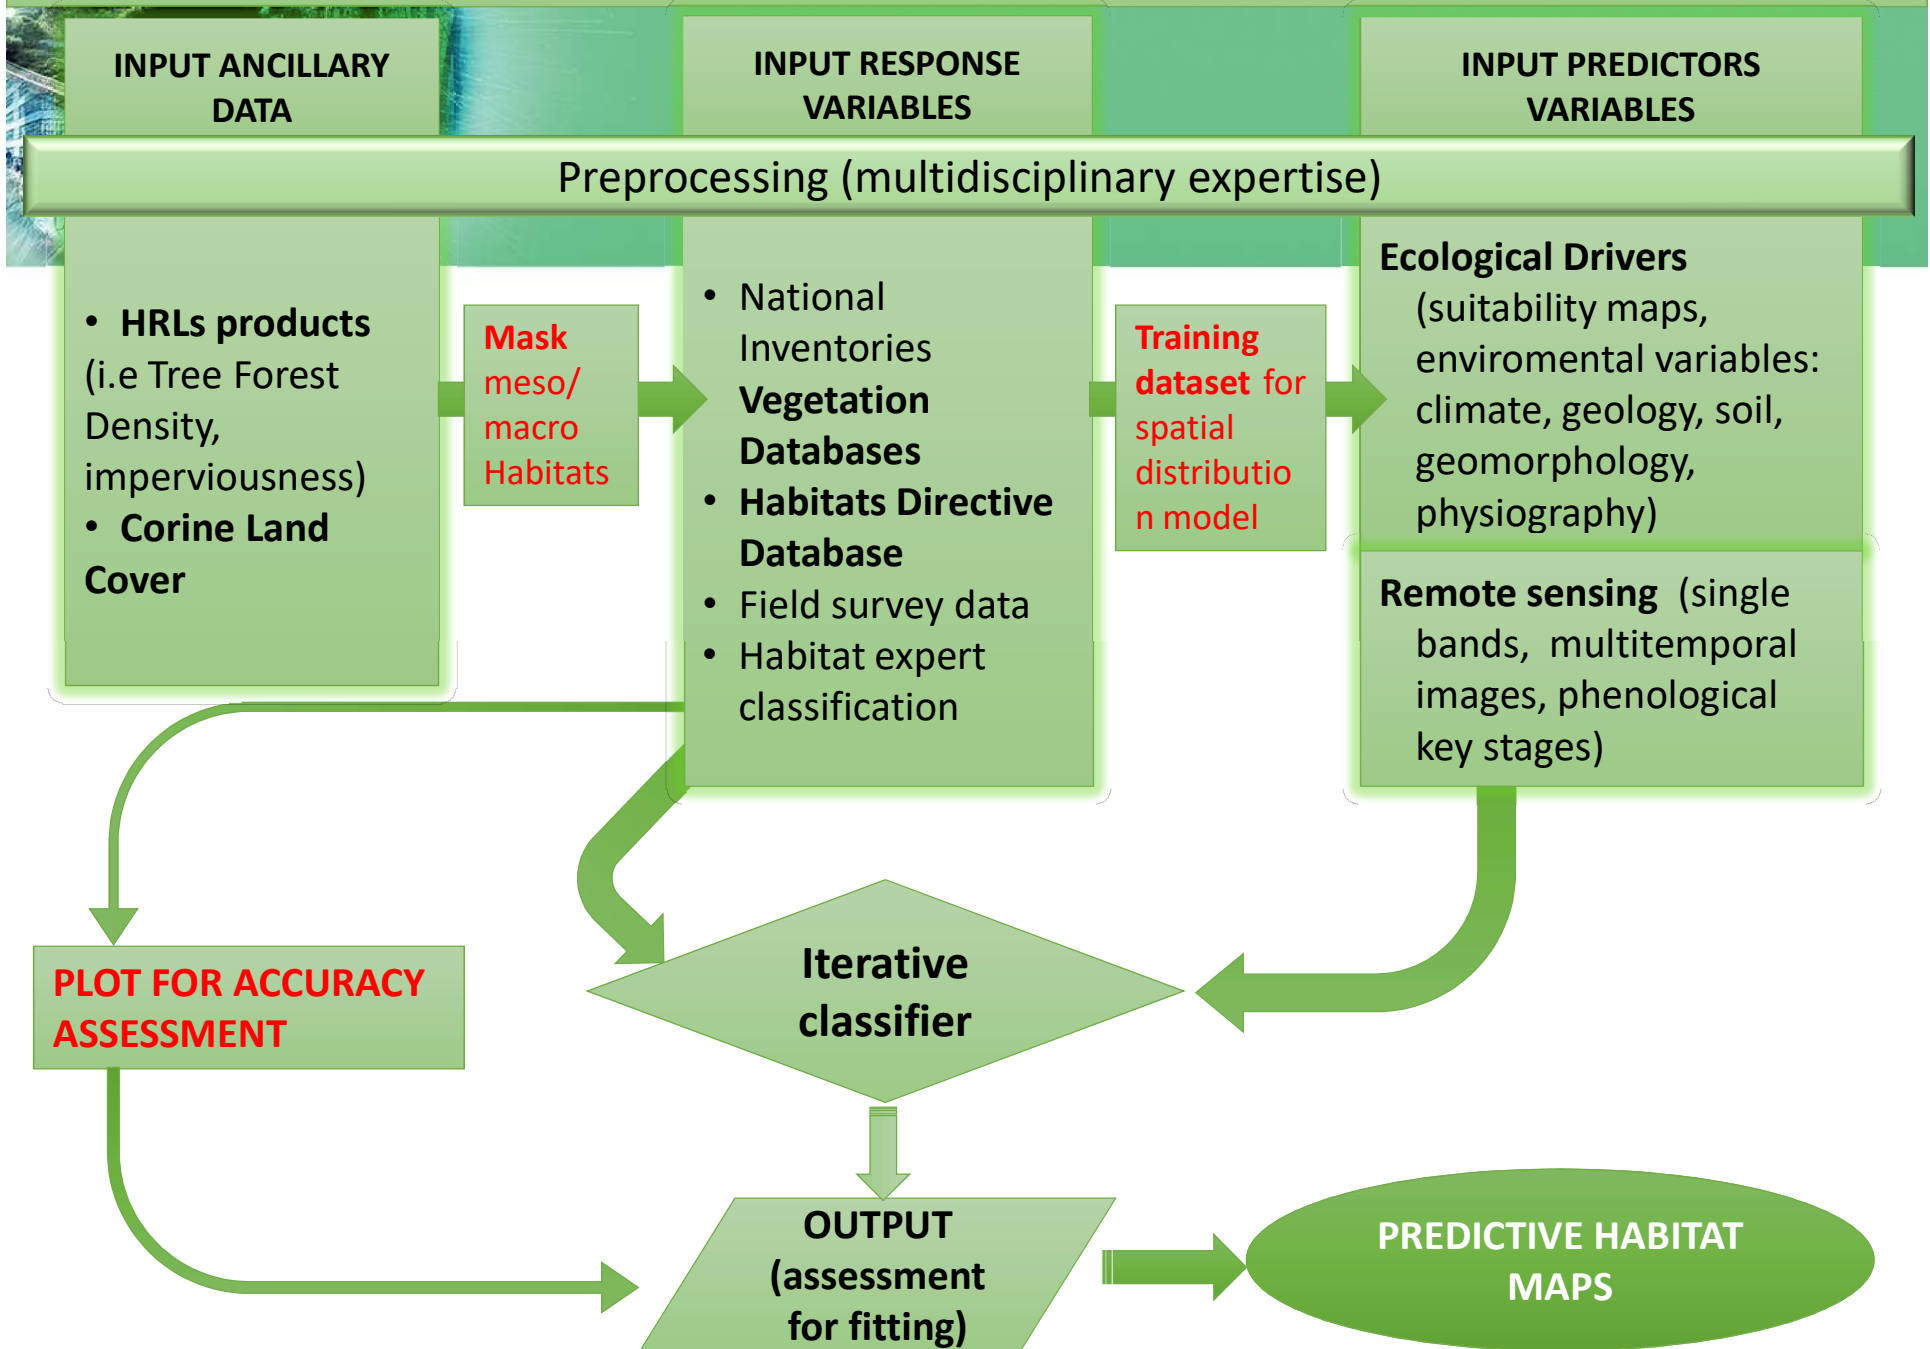 INPUT ANCILLARY
DATA
INPUT RESPONSE
VARIABLES
INPUT PREDICTORS
VARIABLES
Preprocessing (multidisciplinary expertise)
• HRLs products
(i.e Tree Forest
Density,
imperviousness)
• Corine Land
Cover
Mask
meso/
macro
Habitats
• National
Inventories
Vegetation
Databases
• Habitats Directive
Database
• Field survey data
• Habitat expert
classification
Training
dataset for
spatial
distributio
n model
Ecological Drivers
(suitability maps,
enviromental variables:
climate, geology, soil,
geomorphology,
physiography)
Remote sensing (single
bands, multitemporal
images, phenological
key stages)
PLOT FOR ACCURACY
ASSESSMENT
Iterative
classifier
OUTPUT
(assessment
for fitting)
PREDICTIVE HABITAT
MAPS